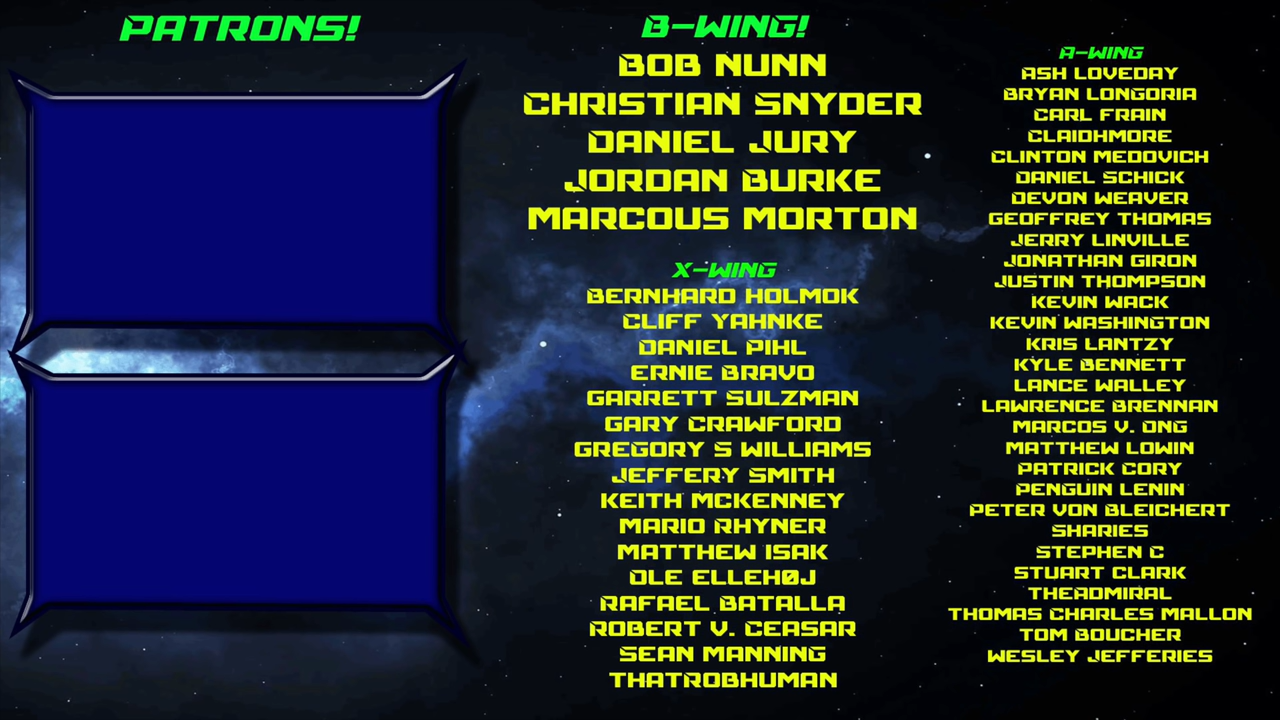 PATRONS!
B-WING!
BOB NUNN
CHRISTIAN SNYDER
DANIEL JURY
JORDAN BURKE
MARCOUS MORTON
X-WING
BERNHARD HOLMOK
CLIFF YAHNKE
DANIEL PIHL
ERNIE BRAVO
GARRETT SULZMAN
GARY CRAWFORD
GREGORY S WILLIAMS
JEFFERY SMITH
KEITH MCKENNEY
MARIO RHYNER
MATTHEW ISAK
OLE ELLEHØJ
RAFAEL BATALLA
ROBERT V. CEASAR
SEAN MANNING
THATROBHUMAN
A-WING
ASH LOVEDAY
BRYAN LONGORIA
CARL FRAIN
CLAIDHMORE
CLINTON MEDOVICH
DANIEL SCHICK
DEVON WEAVER
GEOFFREY THOMAS
JERRY LINVILLE
JONATHAN GIRON
JUSTIN THOMPSON
KEVIN WACK
KEVIN WASHINGTON
KRIS LANTZY
KYLE BENNETT
LANCE WALLEY
LAWRENCE BRENNAN
MARCOS V. ONG
MATTHEW LOWIN
PATRICK CORY
PENGUIN LENIN
PETER VON BLEICHERT
SHARIES
STEPHEN C
STUART CLARK
THEADMIRAL
THOMAS CHARLES MALLON
TOM BOUCHER
WESLEY JEFFERIES